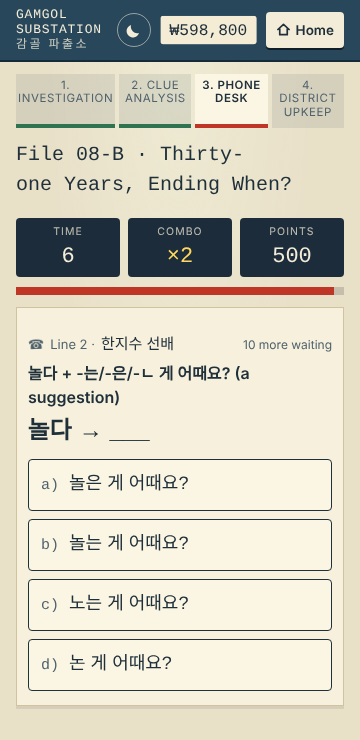 GAMGOL
SUBSTATION
감골 파출소
₩598,800
Home
1. INVESTIGATION
2. CLUE ANALYSIS
3. PHONE DESK
4. DISTRICT UPKEEP
File 08-B · Thirty-
one Years, Ending When?
TIME
6
COMBO
×2
POINTS
500
☎ Line 2 · 한지수 선배
10 more waiting
놀다 + -는/-은/-ㄴ 게 어때요? (a
suggestion)
놀다 → ___
a) 놀은 게 어때요?
b) 놀는 게 어때요?
c) 노는 게 어때요?
d) 논 게 어때요?